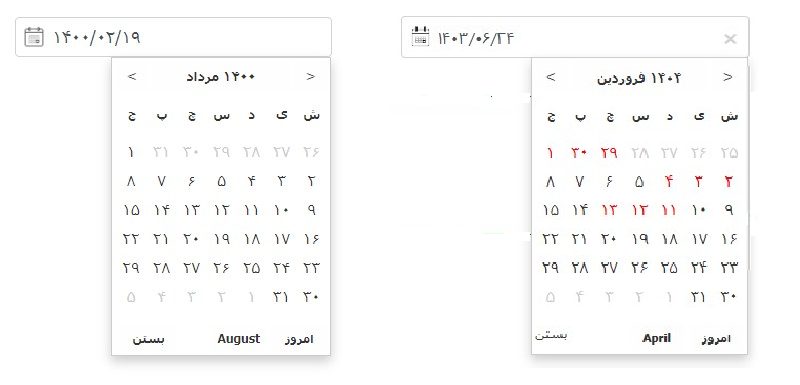 ۱۴۰۰/۰۲/۱۹
۱۴۰۰ مرداد
ش ی د س چ پ ج
۲۶ ۲۷ ۲۸ ۲۹ ۳۰ ۳۱ ۱
۲ ۳ ۴ ۵ ۶ ۷ ۸
۹ ۱۰ ۱۱ ۱۲ ۱۳ ۱۴ ۱۵
۱۶ ۱۷ ۱۸ ۱۹ ۲۰ ۲۱ ۲۲
۲۳ ۲۴ ۲۵ ۲۶ ۲۷ ۲۸ ۲۹
۳۰ ۳۱ ۱ ۲ ۳ ۴ ۵
امروز August بستن
۱۴۰۳/۰۶/۲۴
۱۴۰۴ فروردین
ش ی د س چ پ ج
۲۵ ۲۶ ۲۷ ۲۸ ۲۹ ۳۰ ۱
۲ ۳ ۴ ۵ ۶ ۷ ۸
۹ ۱۰ ۱۱ ۱۲ ۱۳ ۱۴ ۱۵
۱۶ ۱۷ ۱۸ ۱۹ ۲۰ ۲۱ ۲۲
۲۳ ۲۴ ۲۵ ۲۶ ۲۷ ۲۸ ۲۹
۳۰ ۳۱ ۱ ۲ ۳ ۴ ۵
امروز April بستن